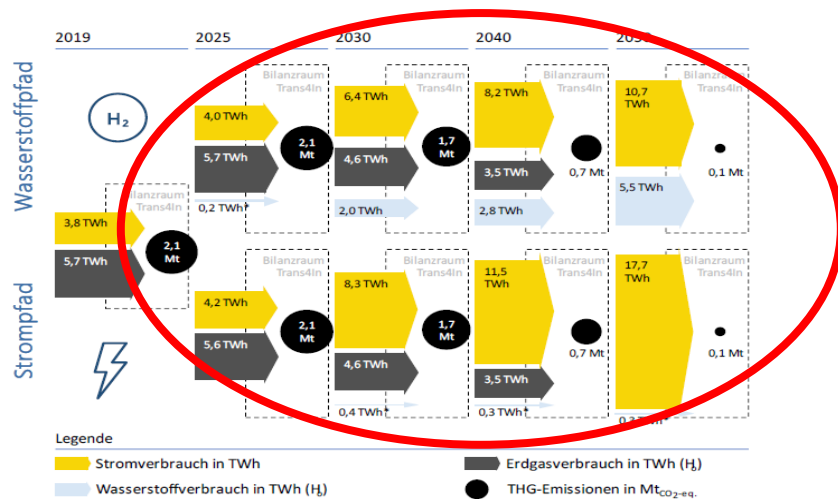 2019 2025 2030 2040
Wasserstoffpfad
H₂
Bilanzraum
Trans4In
3,8 TWh
5,7 TWh
2,1
Mt
Bilanzraum
Trans4In
4,0 TWh
5,7 TWh
0,2 TWh*
2,1
Mt
Bilanzraum
Trans4In
6,4 TWh
4,6 TWh
2,0 TWh
1,7
Mt
Bilanzraum
Trans4In
8,2 TWh
3,5 TWh
2,8 TWh
0,7 Mt
Bilanzraum
Trans4In
10,7
TWh
5,5 TWh
0,1 Mt
Strompfad
Bilanzraum
Trans4In
4,2 TWh
5,6 TWh
2,1
Mt
Bilanzraum
Trans4In
8,3 TWh
4,6 TWh
0,4 TWh*
1,7
Mt
Bilanzraum
Trans4In
11,5
TWh
3,5 TWh
0,3 TWh*
0,7 Mt
Bilanzraum
Trans4In
17,7
TWh
0,1 Mt
Legende
Stromverbrauch in TWh
Erdgasverbrauch in TWh (H₀)
Wasserstoffverbrauch in TWh (H₀)
THG-Emissionen in Mt CO₂-eq.